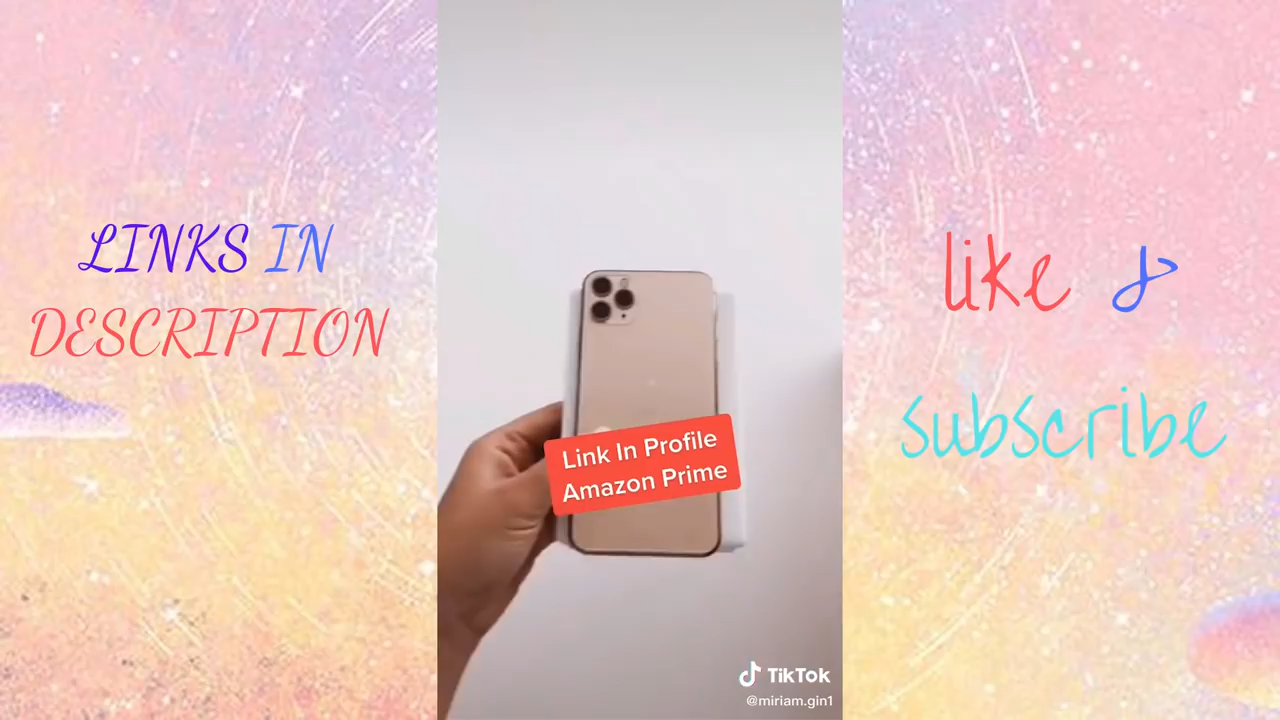 LINKS IN
DESCRIPTION
Link In Profile
Amazon Prime
like &
subscribe
TikTok
@miriam.gin1